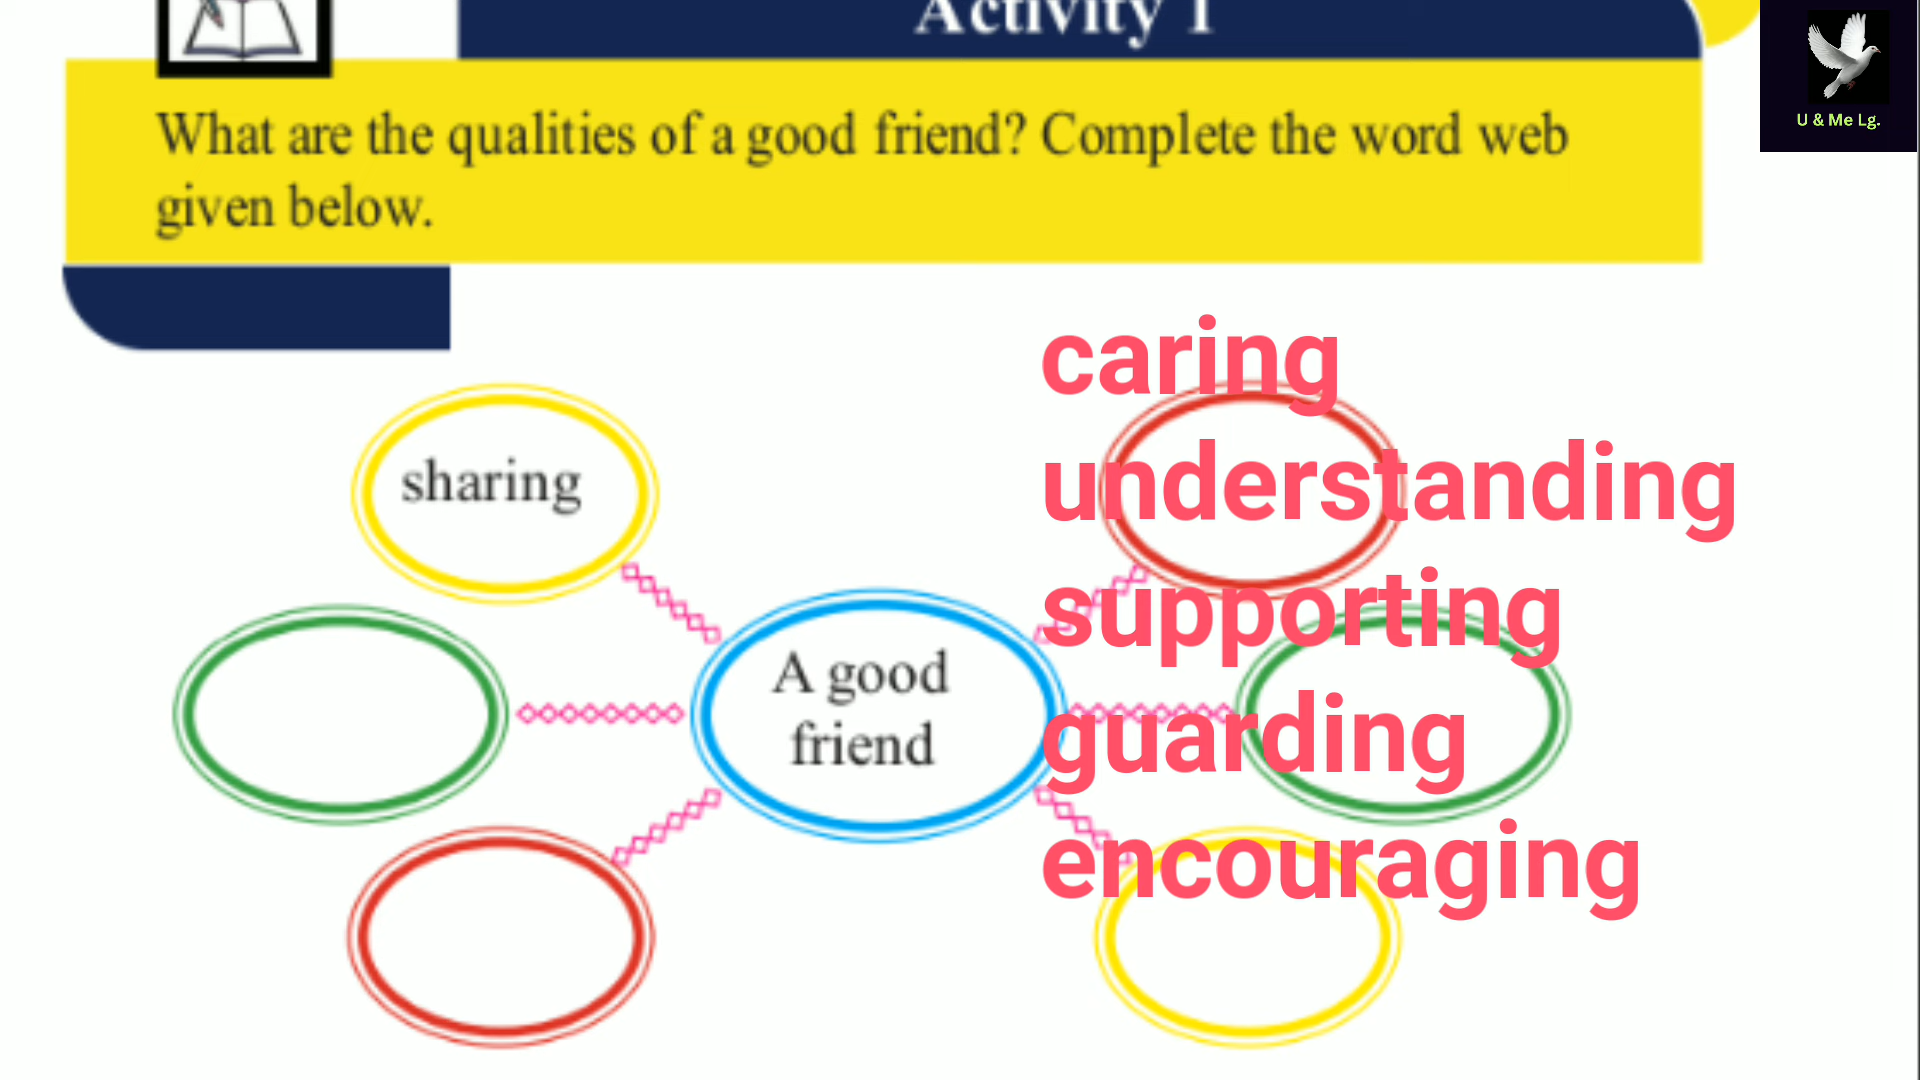 Activity 1
U & Me Lg.
What are the qualities of a good friend? Complete the word web
given below.
caring
understanding
sharing
supporting
A good
friend
guarding
encouraging